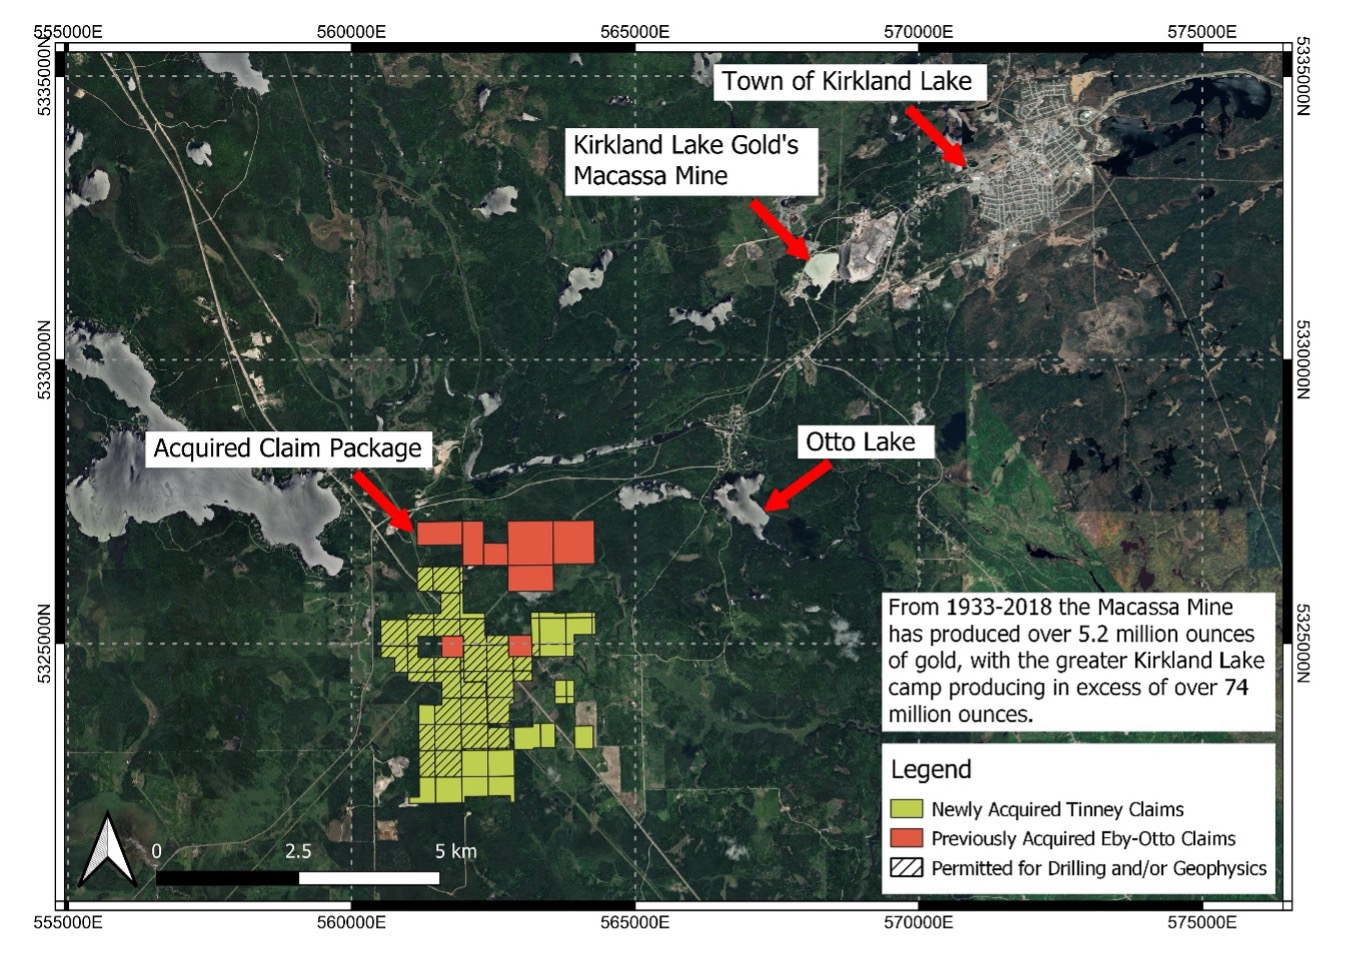 555000E 560000E 565000E 570000E 575000E
5335000N
5335000N
Town of Kirkland Lake
Kirkland Lake Gold's
Macassa Mine
5330000N
5330000N
Acquired Claim Package
Otto Lake
5325000N
5325000N
From 1933-2018 the Macassa Mine
has produced over 5.2 million ounces
of gold, with the greater Kirkland Lake
camp producing in excess of over 74
million ounces.
Legend
Newly Acquired Tinney Claims
Previously Acquired Eby-Otto Claims
Permitted for Drilling and/or Geophysics
0 2.5 5 km
555000E 560000E 565000E 570000E 575000E